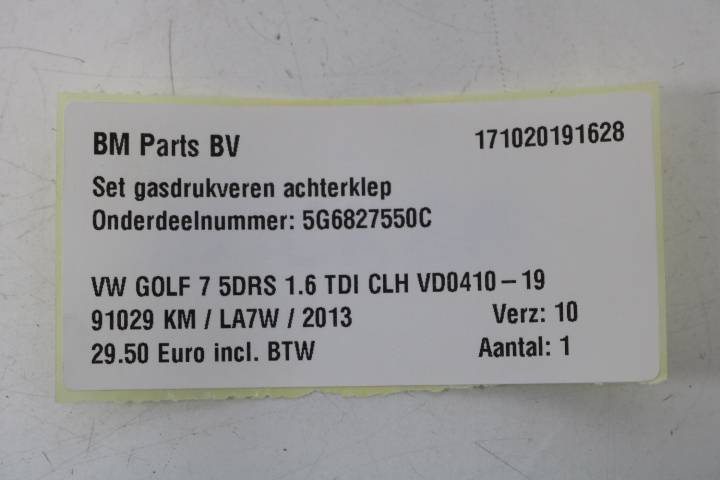 BM Parts BV 171020191628
Set gasdrukveren achterklep
Onderdeelnummer: 5G6827550C
VW GOLF 7 5DRS 1.6 TDI CLH VD0410-19
91029 KM / LA7W / 2013 Verz: 10
29.50 Euro incl. BTW Aantal: 1